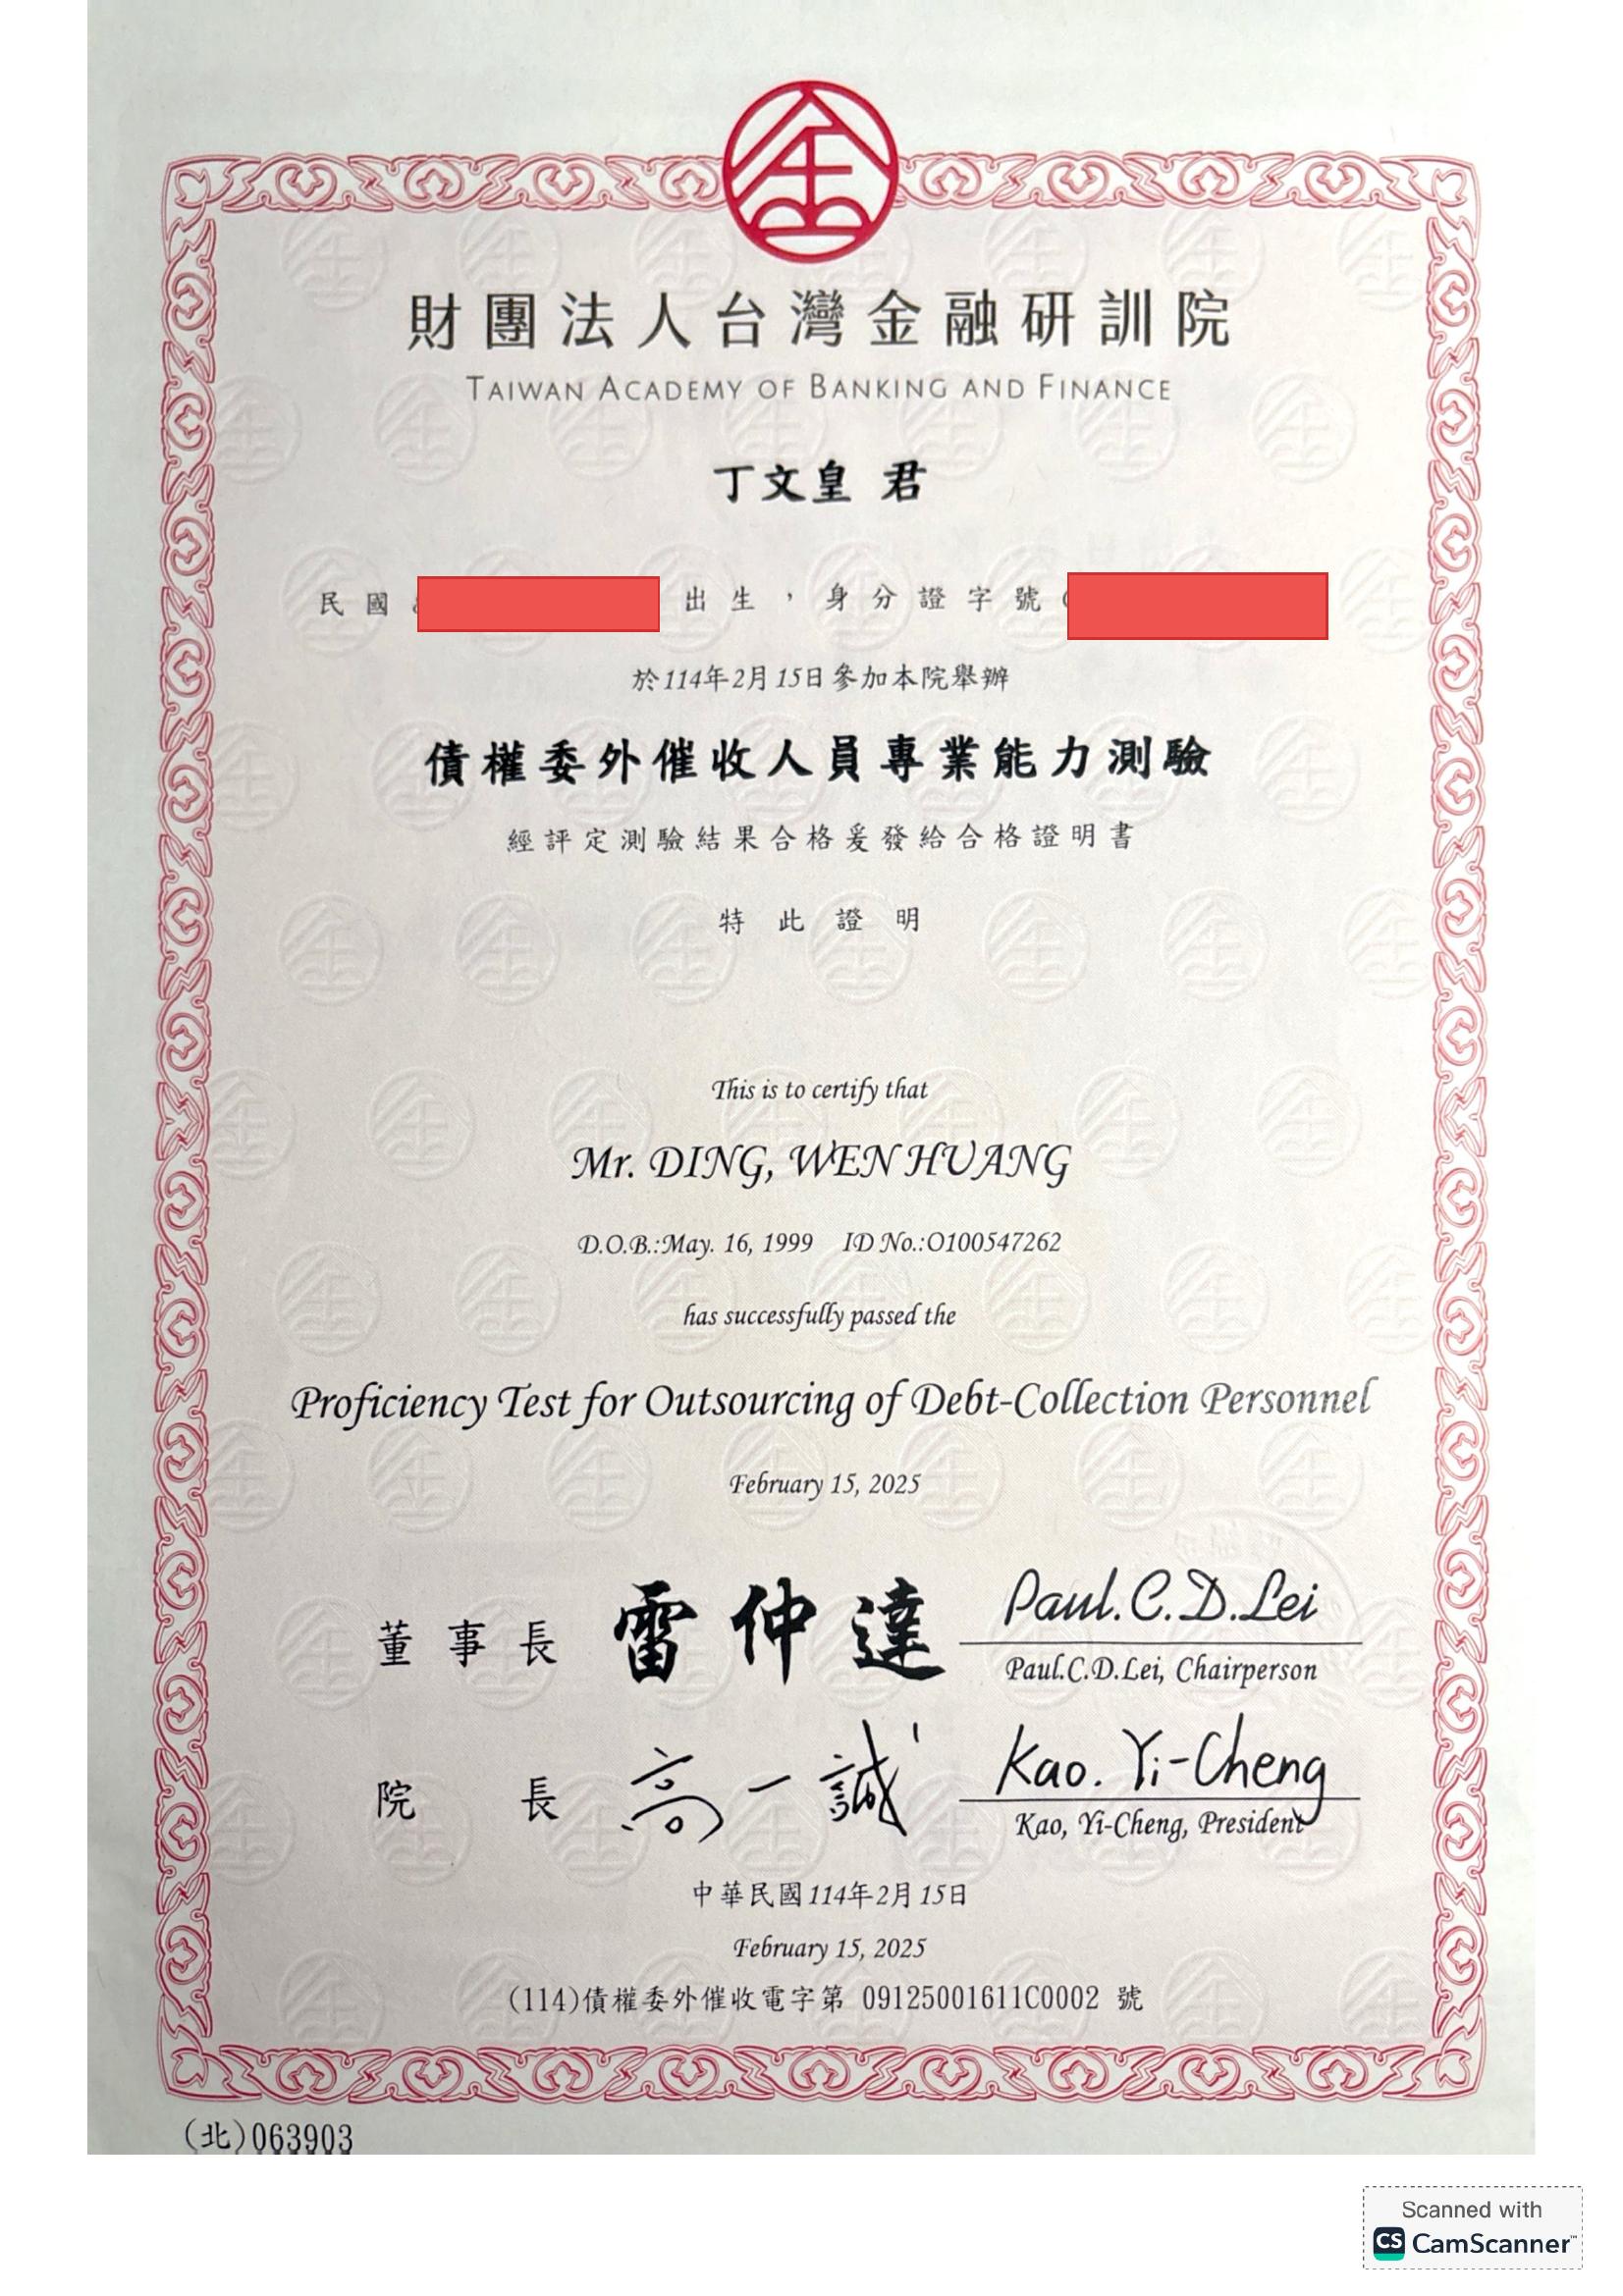 財團法人台灣金融研訓院
TAIWAN ACADEMY OF BANKING AND FINANCE
丁文皇 君
民國 出生,身分證字號
於114年2月15日參加本院舉辦
債權委外催收人員專業能力測驗
經評定測驗結果合格爰發給合格證明書
特此證明
This is to certify that
Mr. DING, WEN HUANG
D.O.B.:May. 16, 1999 ID No.:O100547262
has successfully passed the
Proficiency Test for Outsourcing of Debt-Collection Personnel
February 15, 2025
董事長 雷仲達 Paul.C.D.Lei
Paul.C.D.Lei, Chairperson
院長 高一誠 Kao. Yi-Cheng
Kao, Yi-Cheng, President
中華民國114年2月15日
February 15, 2025
(114)債權委外催收電字第 09125001611C0002 號
(北)063903
Scanned with
CS CamScanner™